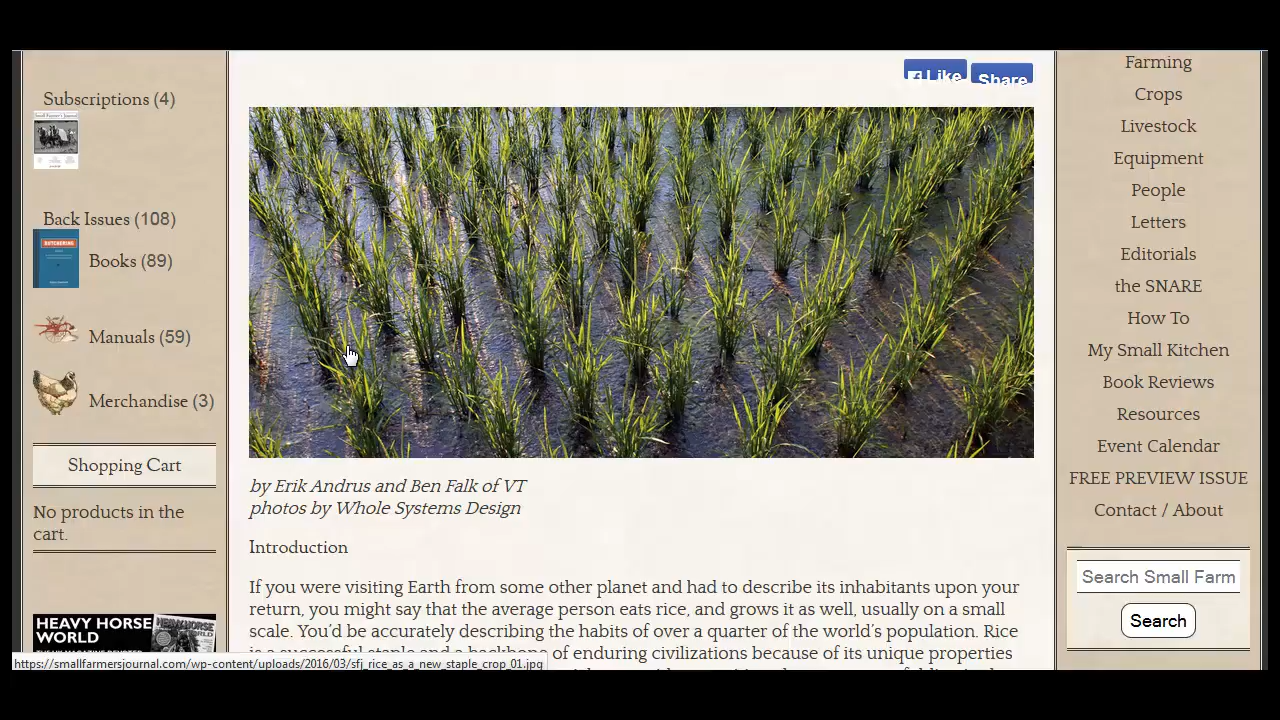 Subscriptions (4)
Back Issues (108)
Books (89)
Manuals (59)
Merchandise (3)
Shopping Cart
No products in the
cart.
HEAVY HORSE
WORLD
Like
Share
by Erik Andrus and Ben Falk of VT
photos by Whole Systems Design
Introduction
If you were visiting Earth from some other planet and had to describe its inhabitants upon your
return, you might say that the average person eats rice, and grows it as well, usually on a small
scale. You’d be accurately describing the habits of over a quarter of the world’s population. Rice
is a successful staple and a backbone of enduring civilizations because of its unique properties
https://smallfarmersjournal.com/wp-content/uploads/2016/03/sfj_rice_as_a_new_staple_crop_01.jpg
Farming
Crops
Livestock
Equipment
People
Letters
Editorials
the SNARE
How To
My Small Kitchen
Book Reviews
Resources
Event Calendar
FREE PREVIEW ISSUE
Contact / About
Search Small Farm
Search